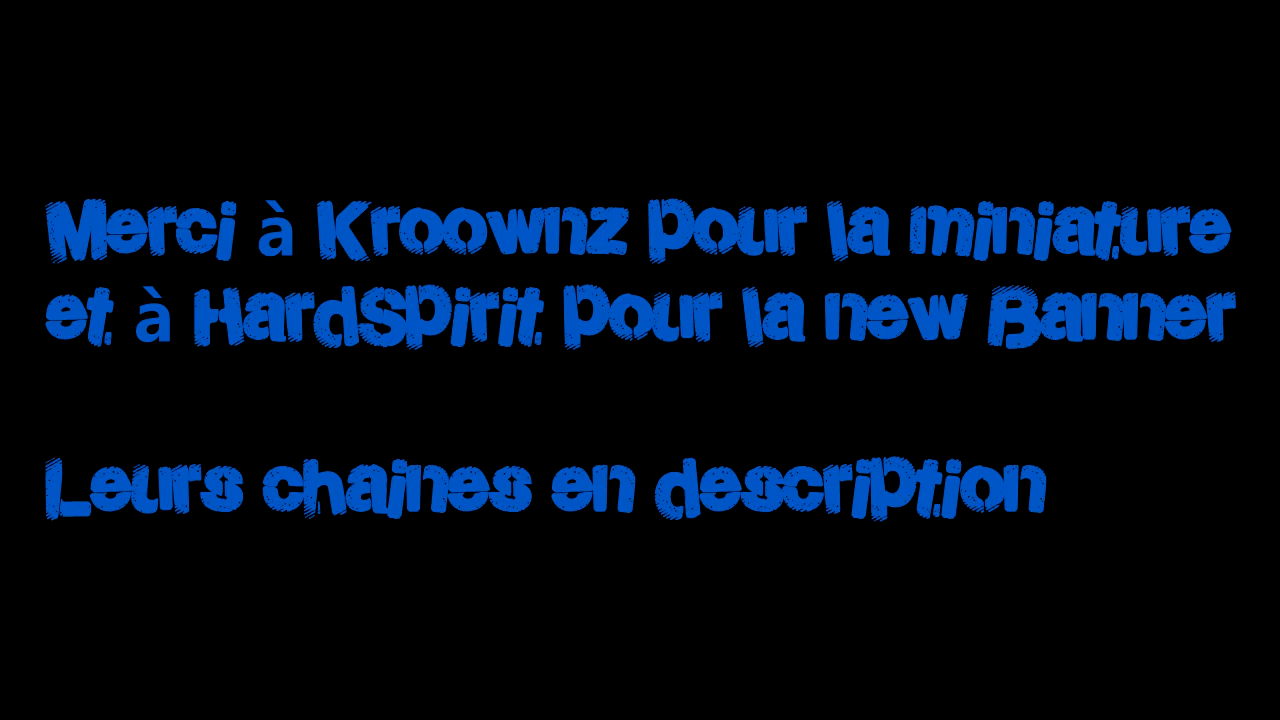 Merci à Kroownz pour la miniature
et à HardSpirit pour la new Banner
Leurs chaines en description